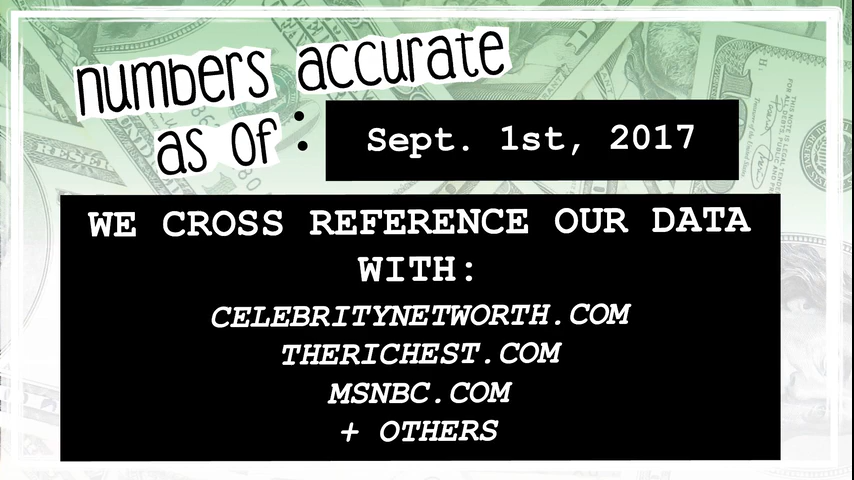 numbers accurate
as of:
Sept. 1st, 2017
WE CROSS REFERENCE OUR DATA
WITH:
CELEBRITYNETWORTH.COM
THERICHEST.COM
MSNBC.COM
+ OTHERS